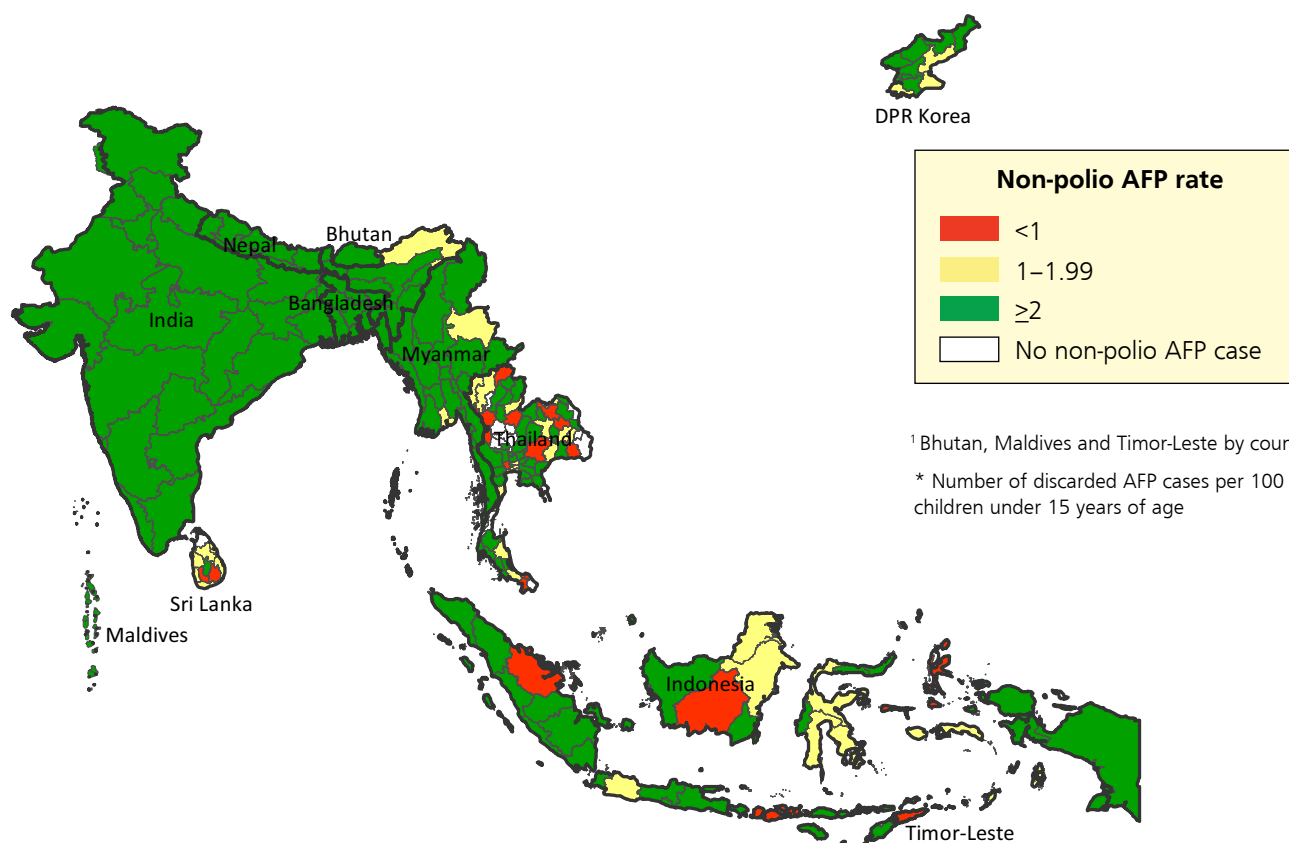 DPR Korea
Non-polio AFP rate
<1
1–1.99
≥2
No non-polio AFP case
Bhutan
Nepal
Bangladesh
India
Myanmar
Thailand
¹ Bhutan, Maldives and Timor-Leste by coun
* Number of discarded AFP cases per 100
children under 15 years of age
Sri Lanka
Maldives
Indonesia
Timor-Leste